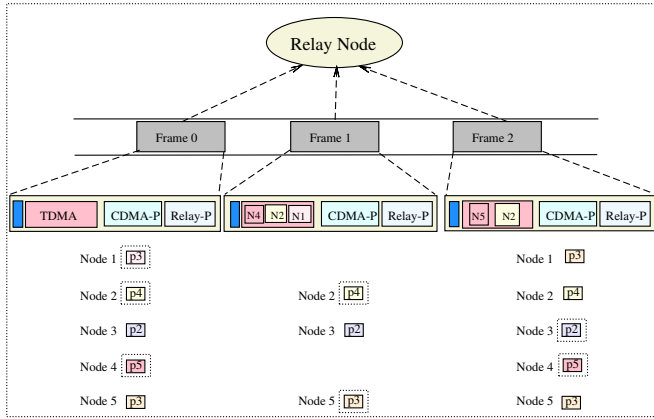 Relay Node
Frame 0 Frame 1 Frame 2
TDMA CDMA-P Relay-P N4 N2 N1 CDMA-P Relay-P N5 N2 CDMA-P Relay-P
Node 1 p3 Node 1 p3
Node 2 p4 Node 2 p4 Node 2 p4
Node 3 p2 Node 3 p2 Node 3 p2
Node 4 p5 Node 4 p5
Node 5 p3 Node 5 p3 Node 5 p3